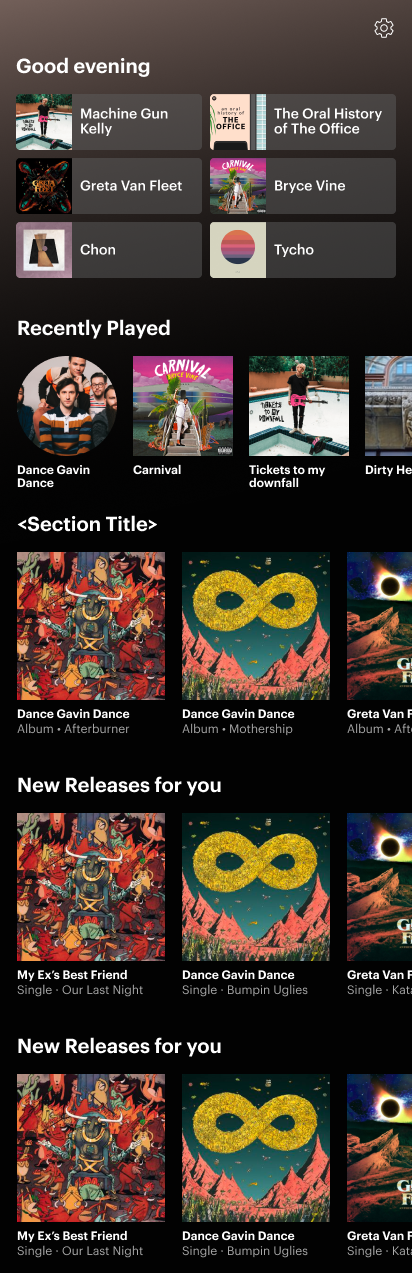 Good evening
Machine Gun
Kelly
an oral
history of
THE
OFFICE
The Oral History
of The Office
GRETA
VAN
FLEET
Greta Van Fleet
CARNIVAL
Bryce Vine
Chon
Tycho
Recently Played
CARNIVAL
BRYCE VINE
TICKETS
TO MY
DOWNFALL
Dance Gavin
Dance
Carnival
Tickets to my
downfall
Dirty He
<Section Title>
Dance Gavin Dance
Album • Afterburner
Dance Gavin Dance
Album • Mothership
Greta Van F
Album • Afte
New Releases for you
My Ex's Best Friend
Single · Our Last Night
Dance Gavin Dance
Single · Bumpin Uglies
Greta Van F
Single · Kata
New Releases for you
My Ex's Best Friend
Single · Our Last Night
Dance Gavin Dance
Single · Bumpin Uglies
Greta Van F
Single · Kata